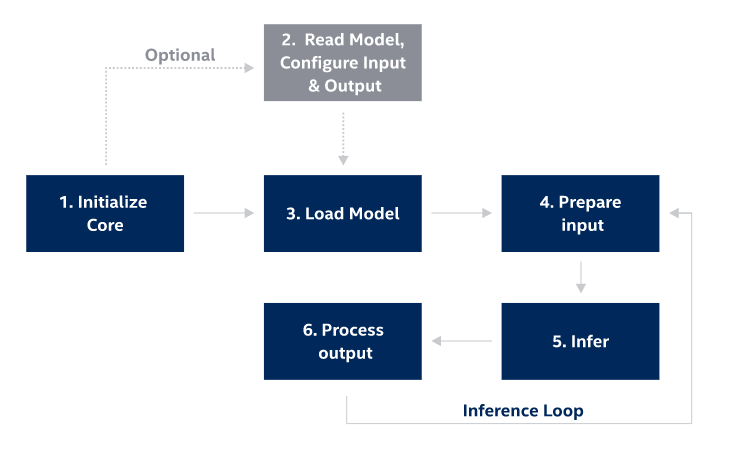 Optional
2. Read Model,
Configure Input
& Output
1. Initialize
Core
3. Load Model
4. Prepare
input
5. Infer
6. Process
output
Inference Loop